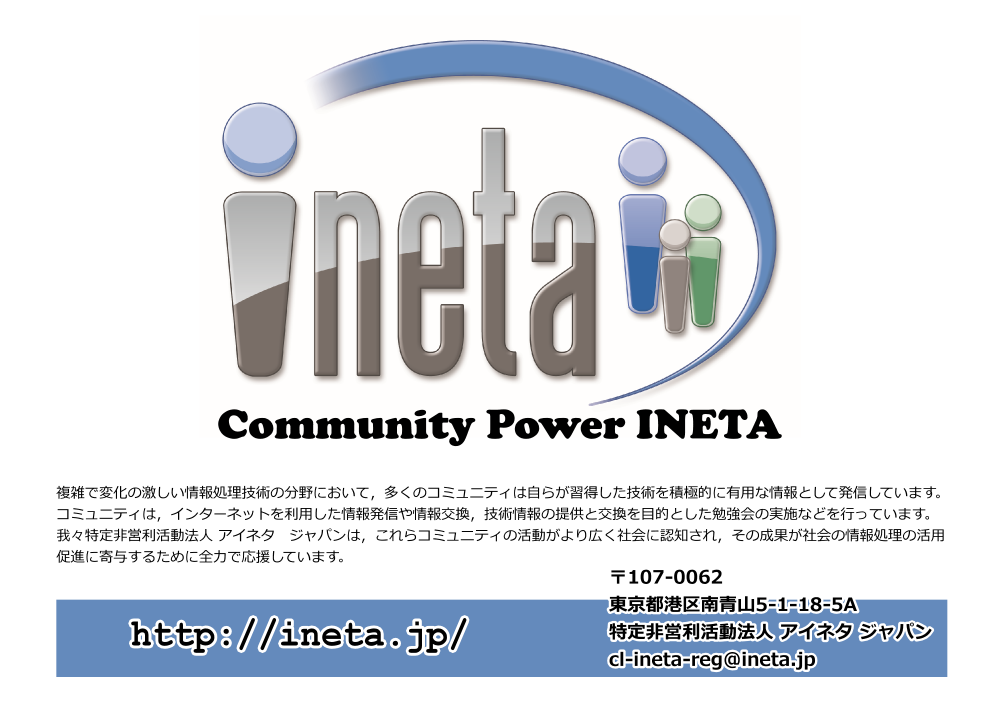 ineta
Community Power INETA
複雑で変化の激しい情報処理技術の分野において，多くのコミュニティは自らが習得した技術を積極的に有用な情報として発信しています。
コミュニティは，インターネットを利用した情報発信や情報交換，技術情報の提供と交換を目的とした勉強会の実施などを行っています。
我々特定非営利活動法人 アイネタ　ジャパンは，これらコミュニティの活動がより広く社会に認知され，その成果が社会の情報処理の活用
促進に寄与するために全力で応援しています。
〒107-0062
東京都港区南青山5-1-18-5A
特定非営利活動法人 アイネタ ジャパン
cl-ineta-reg@ineta.jp
http://ineta.jp/